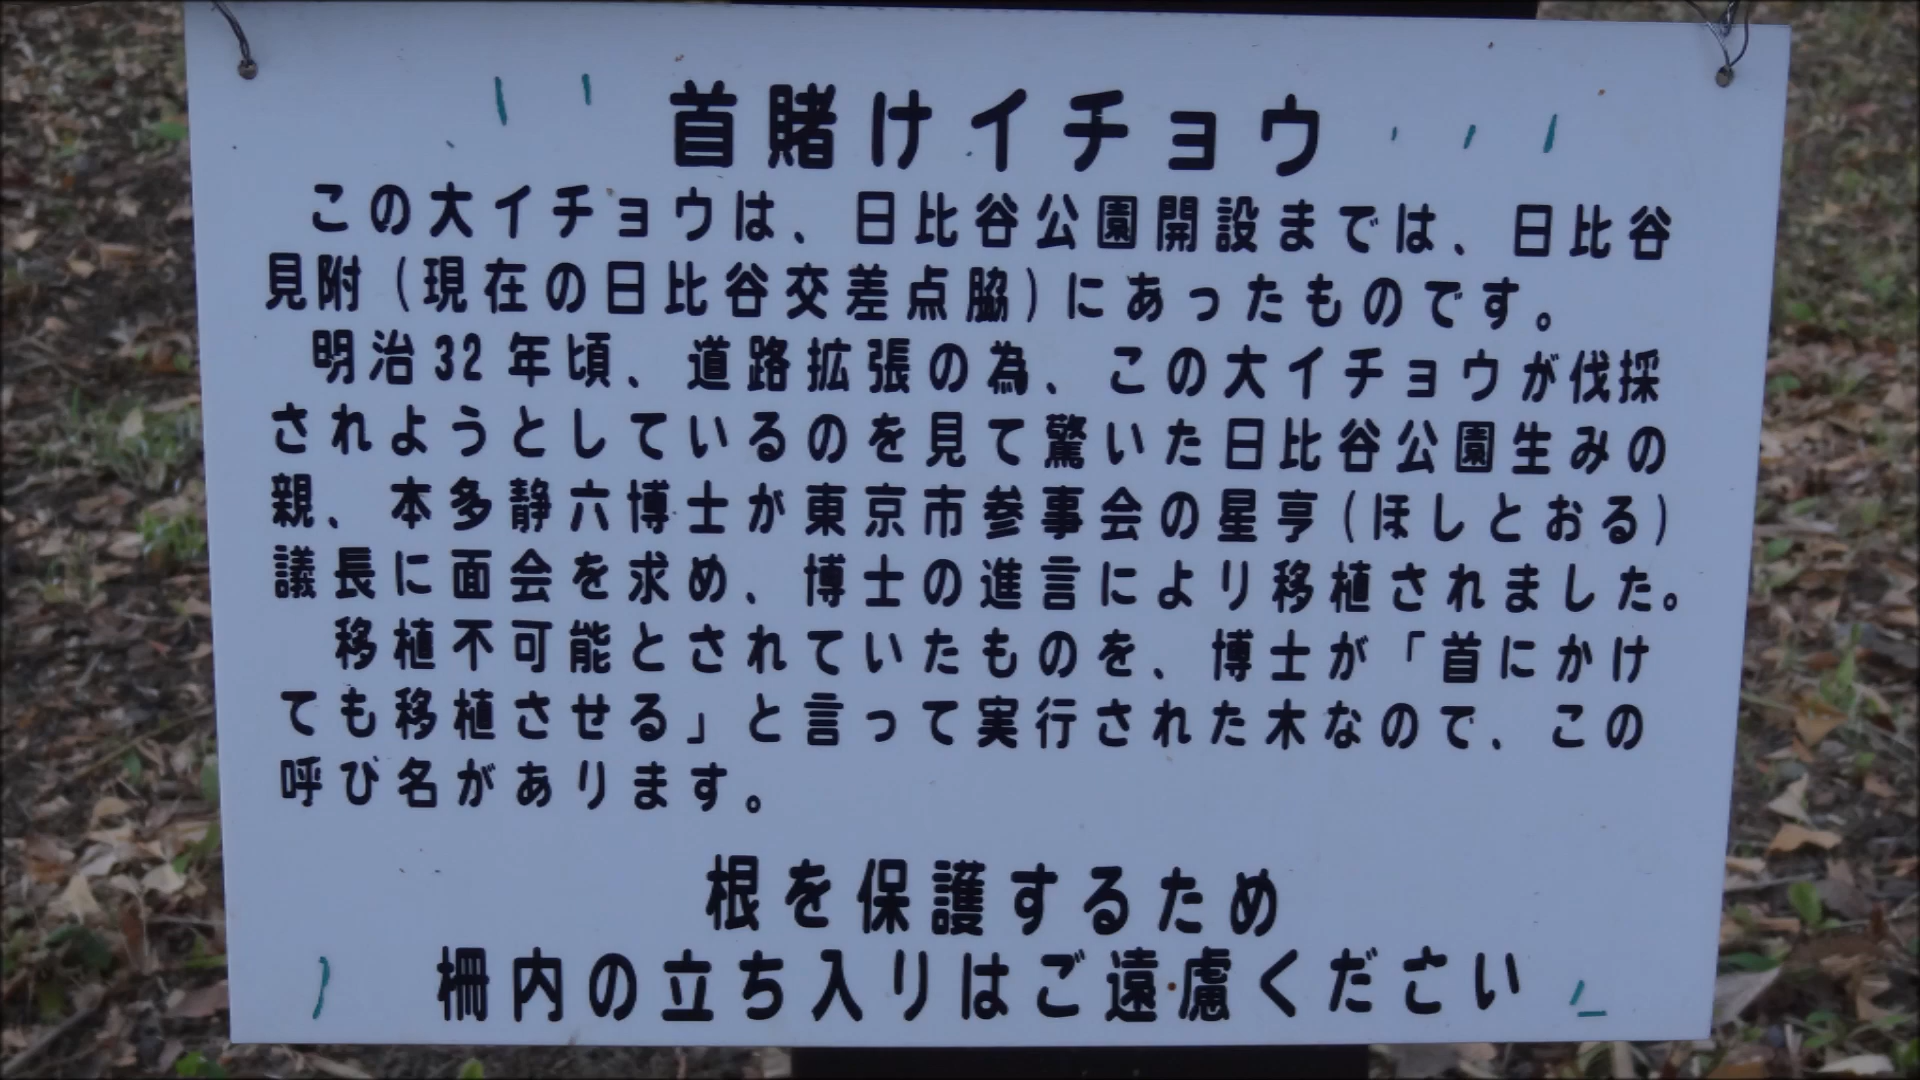 首賭けイチョウ
この大イチョウは、日比谷公園開設までは、日比谷
見附(現在の日比谷交差点脇)にあったものです。
明治32年頃、道路拡張の為、この大イチョウが伐採
されようとしているのを見て驚いた日比谷公園生みの
親、本多静六博士が東京市参事会の星亨(ほしとおる)
議長に面会を求め、博士の進言により移植されました。
移植不可能とされていたものを、博士が「首にかけ
ても移植させる」と言って実行された木なので、この
呼び名があります。
根を保護するため
柵内の立ち入りはご遠慮ください